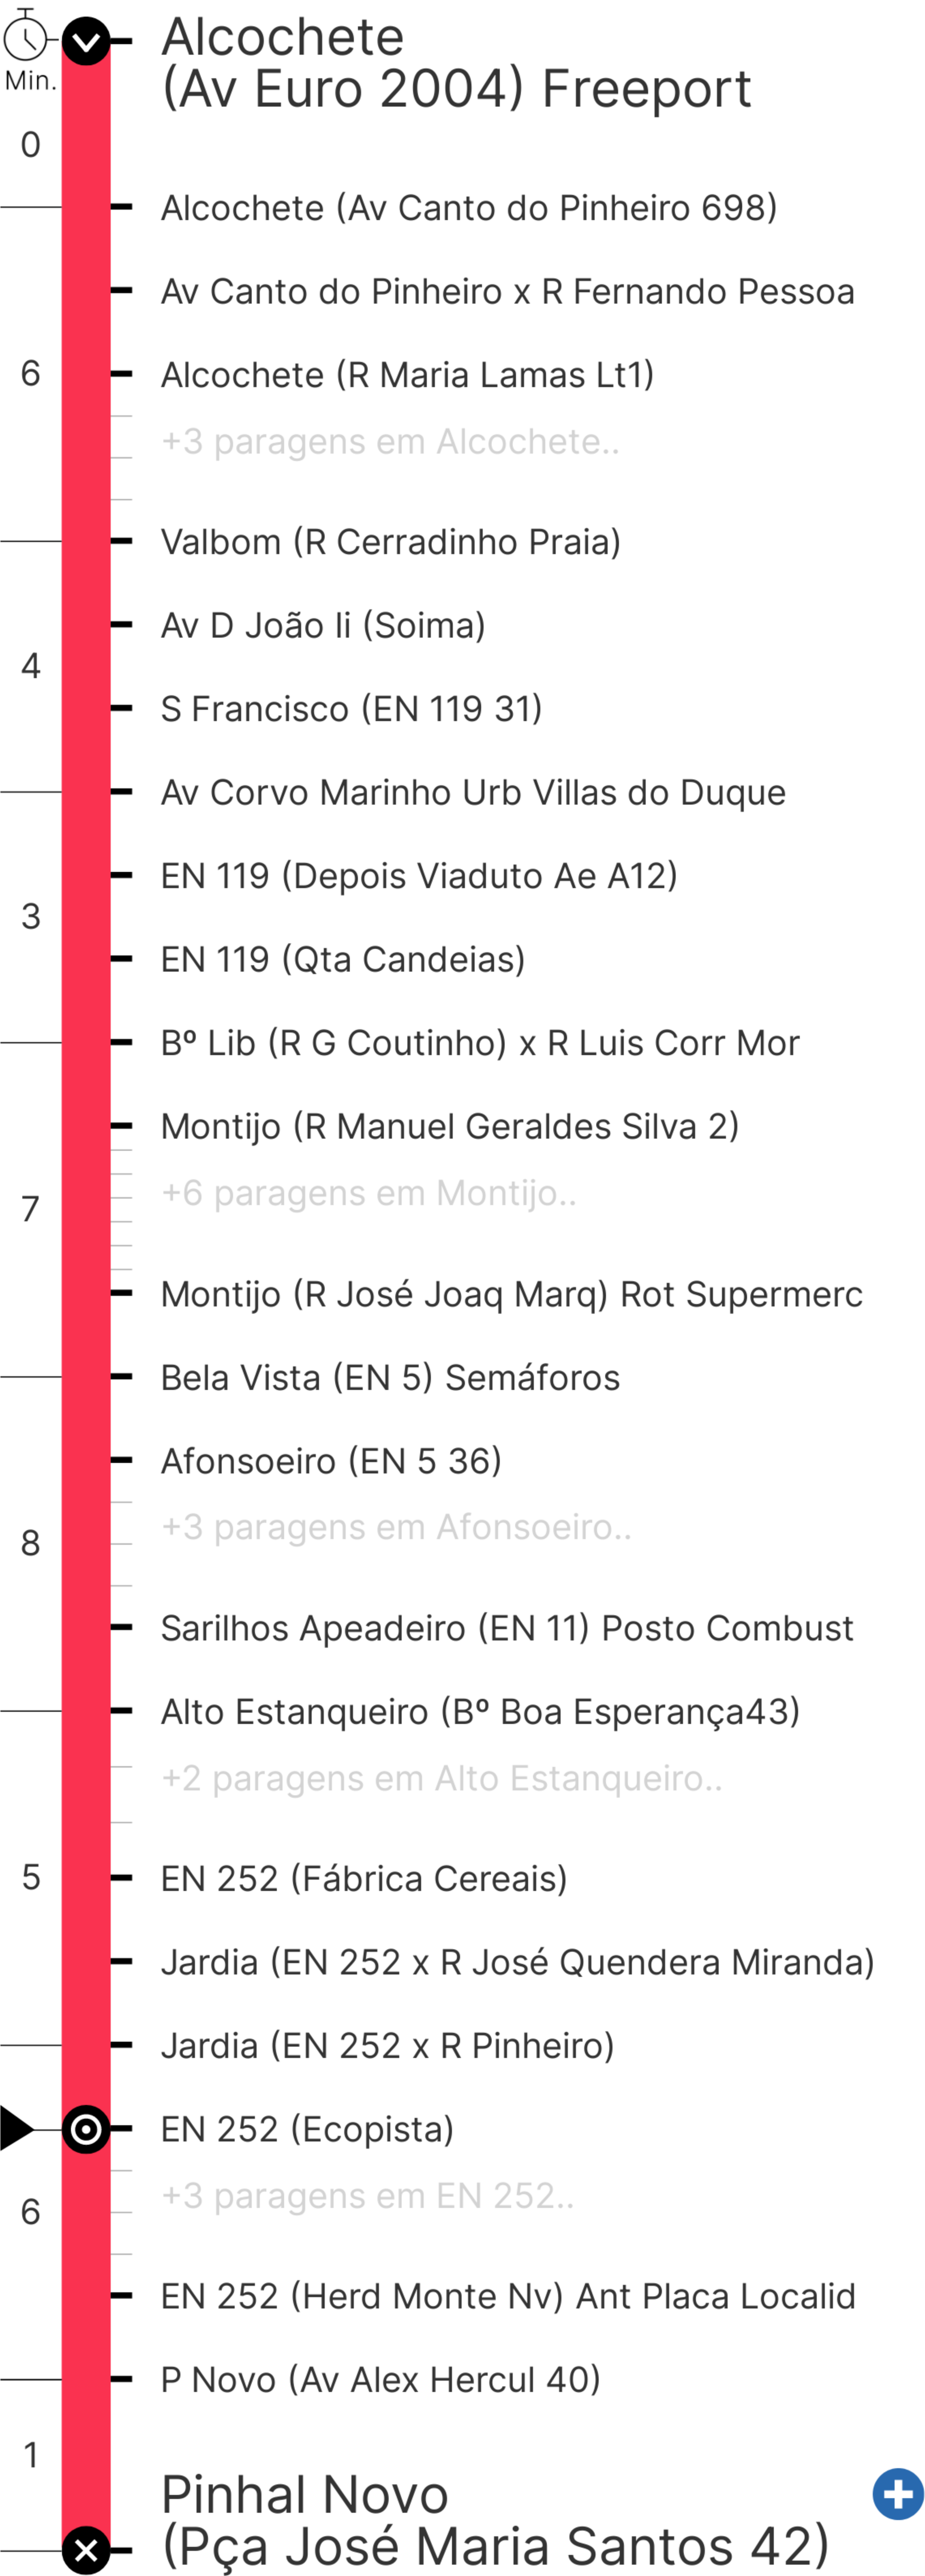 Alcochete
(Av Euro 2004) Freeport
Min.
0
Alcochete (Av Canto do Pinheiro 698)
Av Canto do Pinheiro x R Fernando Pessoa
6
Alcochete (R Maria Lamas Lt1)
+3 paragens em Alcochete..
Valbom (R Cerradinho Praia)
Av D João Ii (Soima)
4
S Francisco (EN 119 31)
Av Corvo Marinho Urb Villas do Duque
EN 119 (Depois Viaduto Ae A12)
3
EN 119 (Qta Candeias)
Bº Lib (R G Coutinho) x R Luis Corr Mor
Montijo (R Manuel Geraldes Silva 2)
+6 paragens em Montijo..
7
Montijo (R José Joaq Marq) Rot Supermerc
Bela Vista (EN 5) Semáforos
Afonsoeiro (EN 5 36)
+3 paragens em Afonsoeiro..
8
Sarilhos Apeadeiro (EN 11) Posto Combust
Alto Estanqueiro (Bº Boa Esperança43)
+2 paragens em Alto Estanqueiro..
5
EN 252 (Fábrica Cereais)
Jardia (EN 252 x R José Quendera Miranda)
Jardia (EN 252 x R Pinheiro)
EN 252 (Ecopista)
+3 paragens em EN 252..
6
EN 252 (Herd Monte Nv) Ant Placa Localid
P Novo (Av Alex Hercul 40)
1
Pinhal Novo
(Pça José Maria Santos 42)